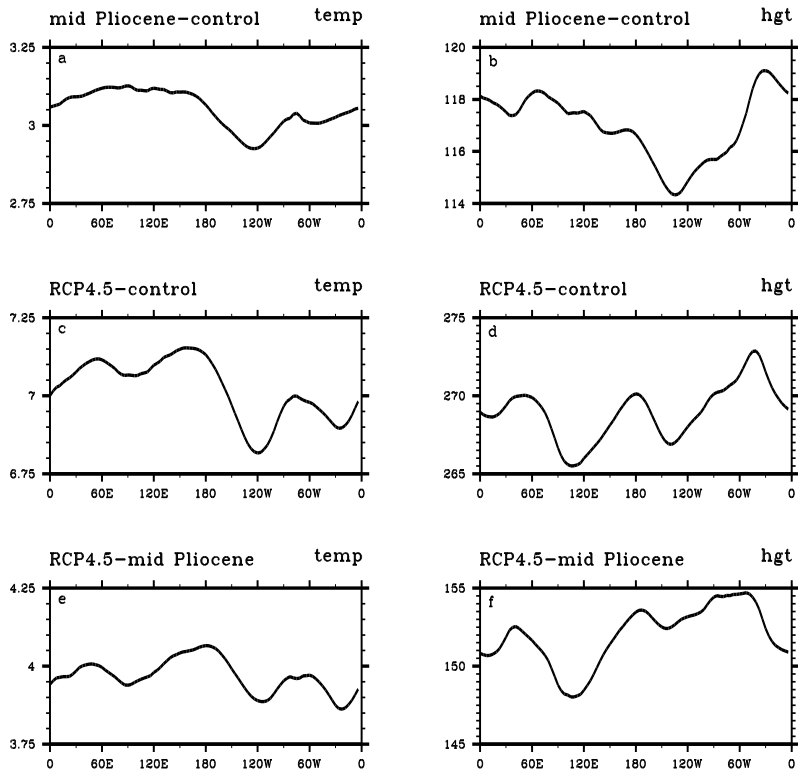 mid Pliocene-control temp
3.25
a
3
2.75
0 60E 120E 180 120W 60W 0
mid Pliocene-control hgt
120
b
118
116
114
0 60E 120E 180 120W 60W 0
RCP4.5-control temp
7.25
c
7
6.75
0 60E 120E 180 120W 60W 0
RCP4.5-control hgt
275
d
270
265
0 60E 120E 180 120W 60W 0
RCP4.5-mid Pliocene temp
4.25
e
4
3.75
0 60E 120E 180 120W 60W 0
RCP4.5-mid Pliocene hgt
155
f
150
145
0 60E 120E 180 120W 60W 0